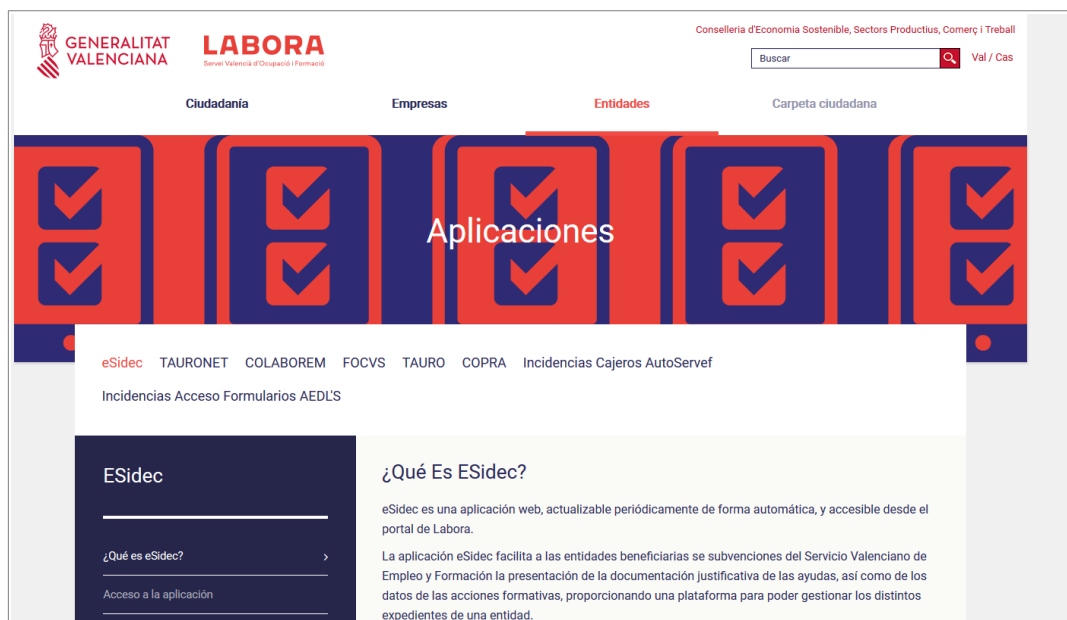 GENERALITAT
VALENCIANA
LABORA
Servei Valencià d'Ocupació i Formació
Conselleria d'Economia Sostenible, Sectors Productius, Comerç i Treball
Buscar
Val / Cas
Ciudadanía
Empresas
Entidades
Carpeta ciudadana
Aplicaciones
eSidec TAURONET COLABOREM FOCVS TAURO COPRA Incidencias Cajeros AutoServef
Incidencias Acceso Formularios AEDL'S
ESidec
¿Qué es eSidec?
Acceso a la aplicación
¿Qué Es ESidec?
eSidec es una aplicación web, actualizable periódicamente de forma automática, y accesible desde el
portal de Labora.
La aplicación eSidec facilita a las entidades beneficiarias se subvenciones del Servicio Valenciano de
Empleo y Formación la presentación de la documentación justificativa de las ayudas, así como de los
datos de las acciones formativas, proporcionando una plataforma para poder gestionar los distintos
expedientes de una entidad.